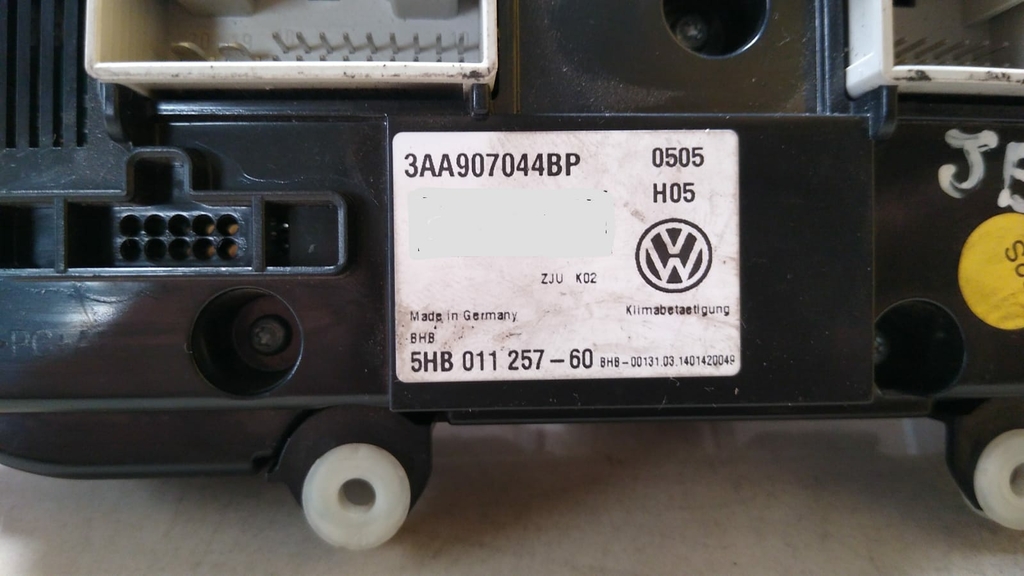 3AA907044BP 0505
H05
ZJU K02
Made in Germany Klimabetaetigung
BHB
5HB 011 257-60 BHB-00131.03.1401420049